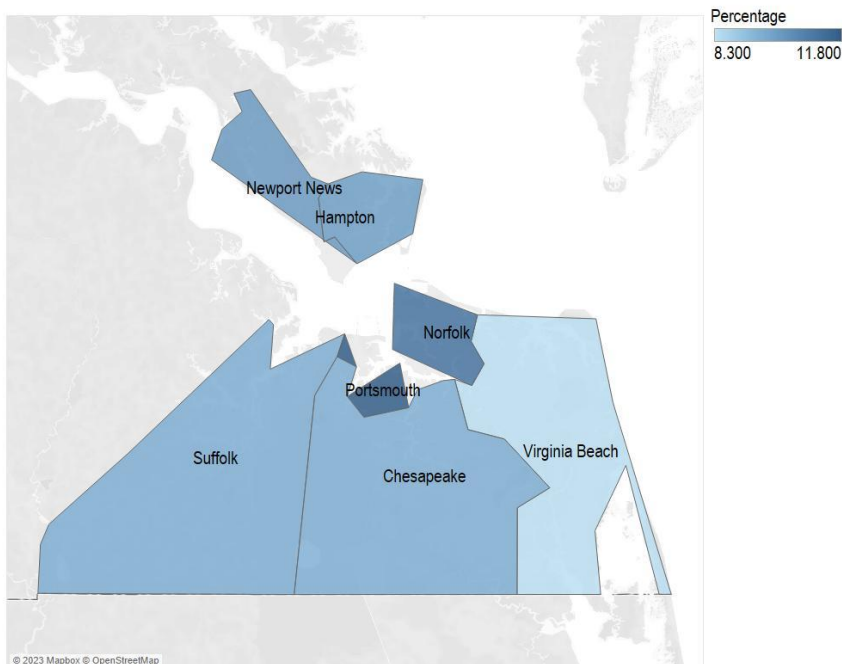 Percentage
8.300 11.800
Newport News
Hampton
Norfolk
Portsmouth
Suffolk
Virginia Beach
Chesapeake
© 2023 Mapbox © OpenStreetMap